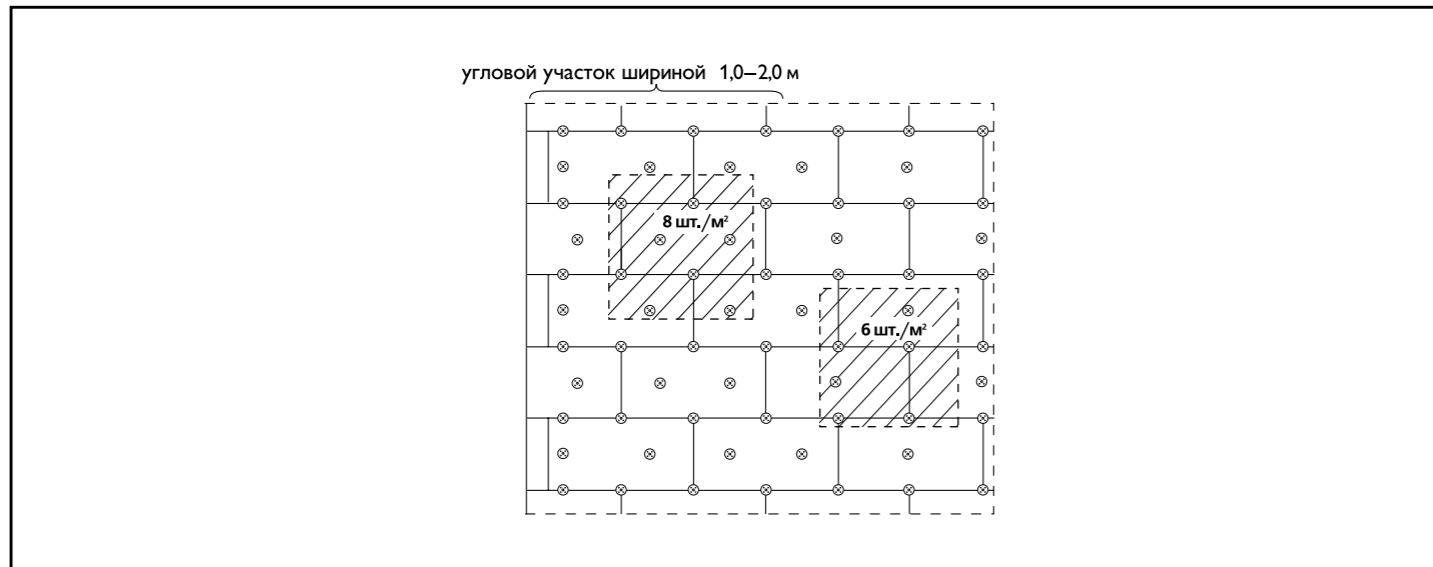 угловой участок шириной 1,0–2,0 м
8 шт./м²
6 шт./м²